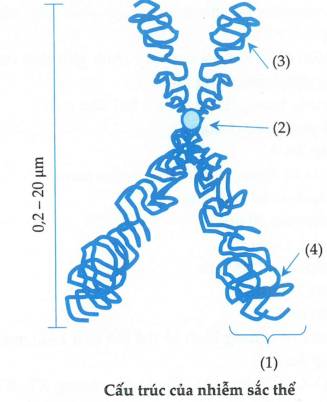 (3)
(2)
0,2 – 20 μm
(4)
(1)
Cấu trúc của nhiễm sắc thể